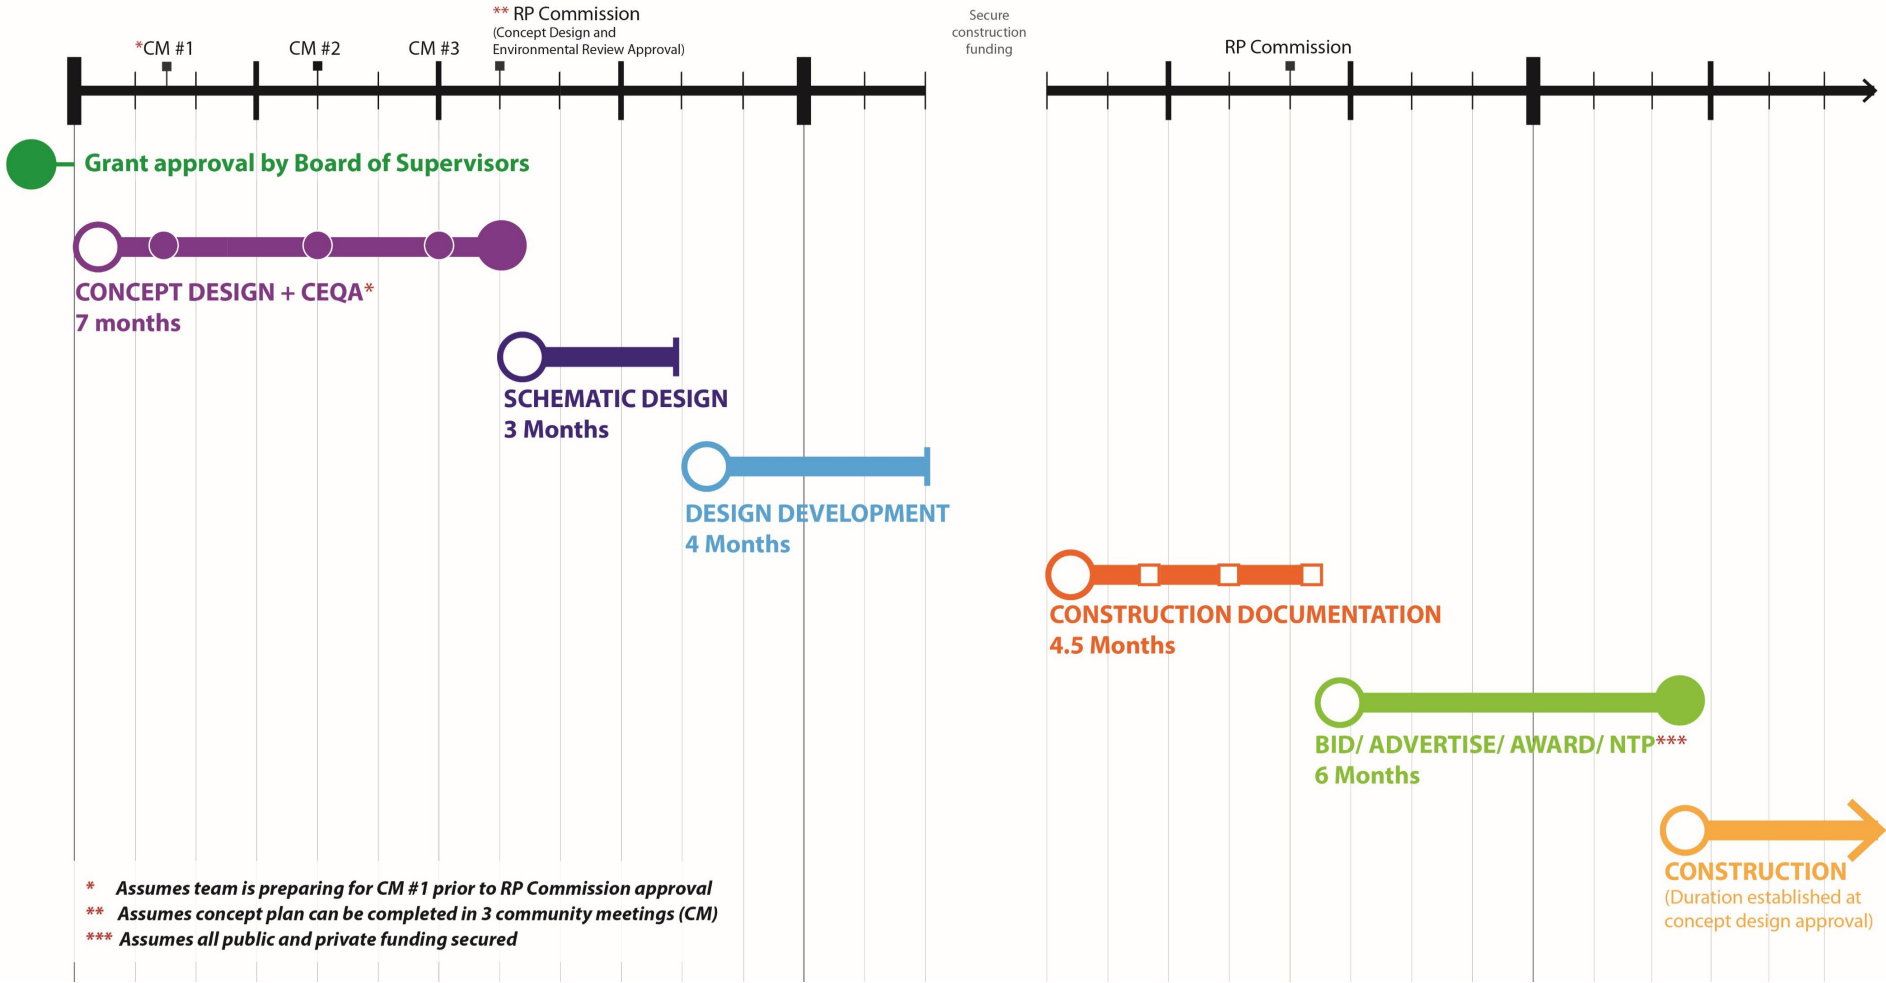 ** RP Commission
(Concept Design and
Environmental Review Approval)
*CM #1
CM #2
CM #3
Secure
construction
funding
RP Commission
Grant approval by Board of Supervisors
CONCEPT DESIGN + CEQA*
7 months
SCHEMATIC DESIGN
3 Months
DESIGN DEVELOPMENT
4 Months
CONSTRUCTION DOCUMENTATION
4.5 Months
BID/ ADVERTISE/ AWARD/ NTP***
6 Months
CONSTRUCTION
(Duration established at
concept design approval)
* Assumes team is preparing for CM #1 prior to RP Commission approval
** Assumes concept plan can be completed in 3 community meetings (CM)
*** Assumes all public and private funding secured